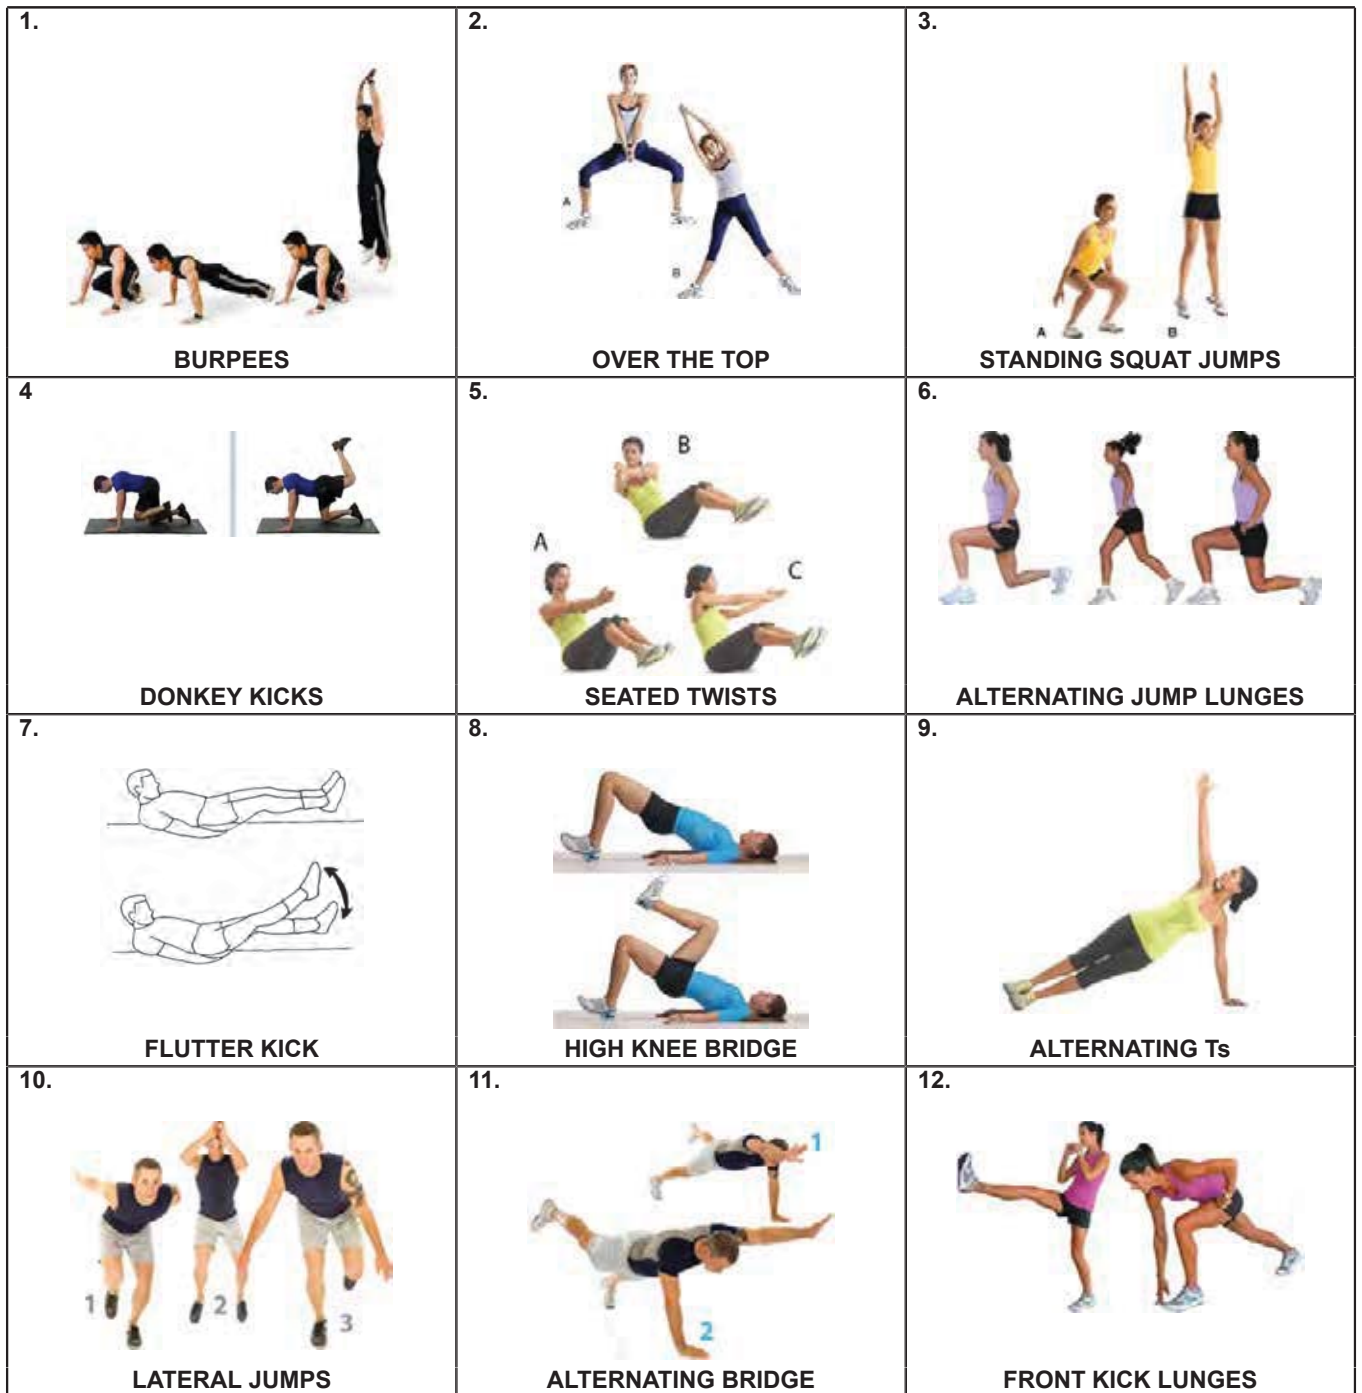 1.
2.
3.
A
B
A
B
BURPEES
OVER THE TOP
STANDING SQUAT JUMPS
4
5.
6.
B
A
C
DONKEY KICKS
SEATED TWISTS
ALTERNATING JUMP LUNGES
7.
8.
9.
FLUTTER KICK
HIGH KNEE BRIDGE
ALTERNATING Ts
10.
11.
12.
1
2
3
1
2
LATERAL JUMPS
ALTERNATING BRIDGE
FRONT KICK LUNGES